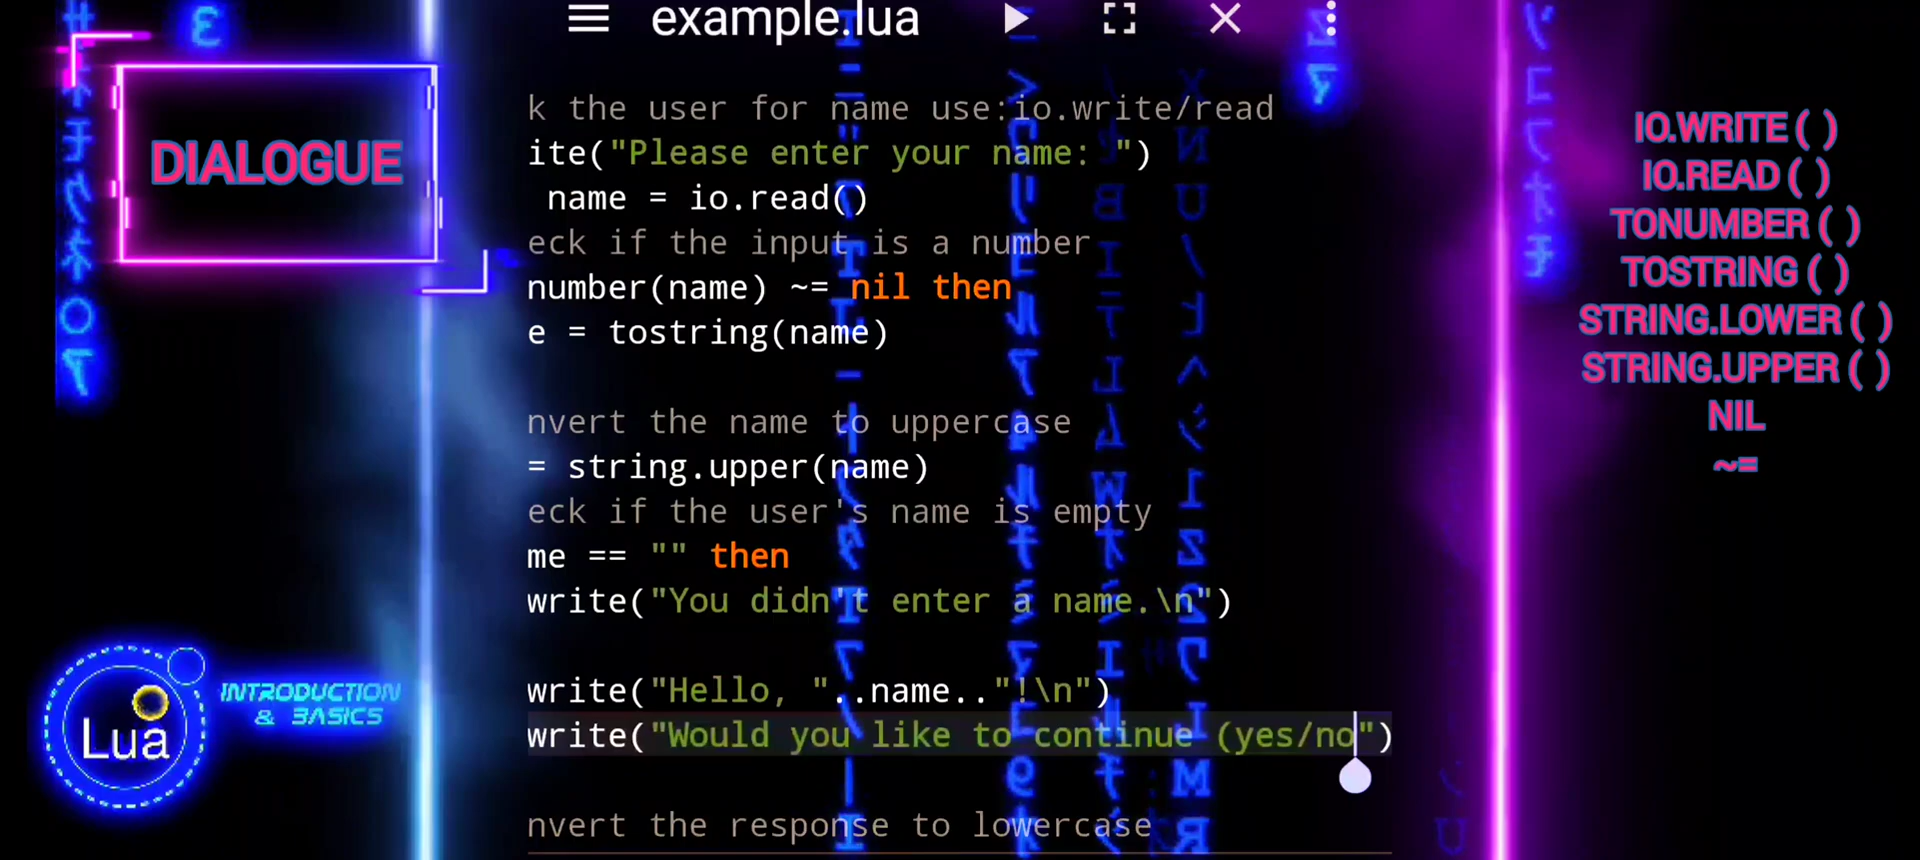 example.lua
DIALOGUE
k the user for name use:io.write/read
ite("Please enter your name: ")
name = io.read()
eck if the input is a number
number(name) ~= nil then
e = tostring(name)
nvert the name to uppercase
= string.upper(name)
eck if the user's name is empty
me == "" then
write("You didn't enter a name.\n")
write("Hello, "..name.."!\n")
write("Would you like to continue (yes/no")
nvert the response to lowercase
IO.WRITE ( )
IO.READ ( )
TONUMBER ( )
TOSTRING ( )
STRING.LOWER ( )
STRING.UPPER ( )
NIL
~=
Lua
INTRODUCTION
& BASICS